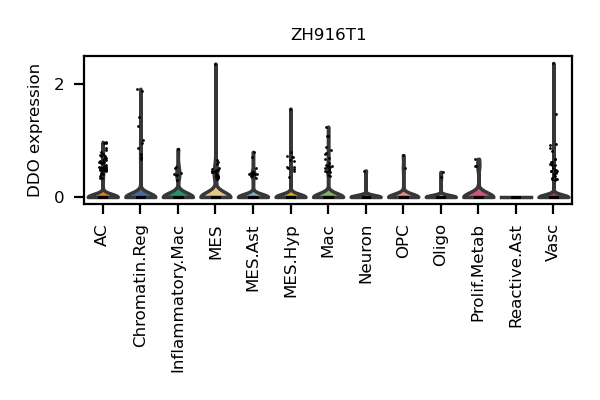 ZH916T1
DDO expression
2
0
AC
Chromatin.Reg
Inflammatory.Mac
MES
MES.Ast
MES.Hyp
Mac
Neuron
OPC
Oligo
Prolif.Metab
Reactive.Ast
Vasc